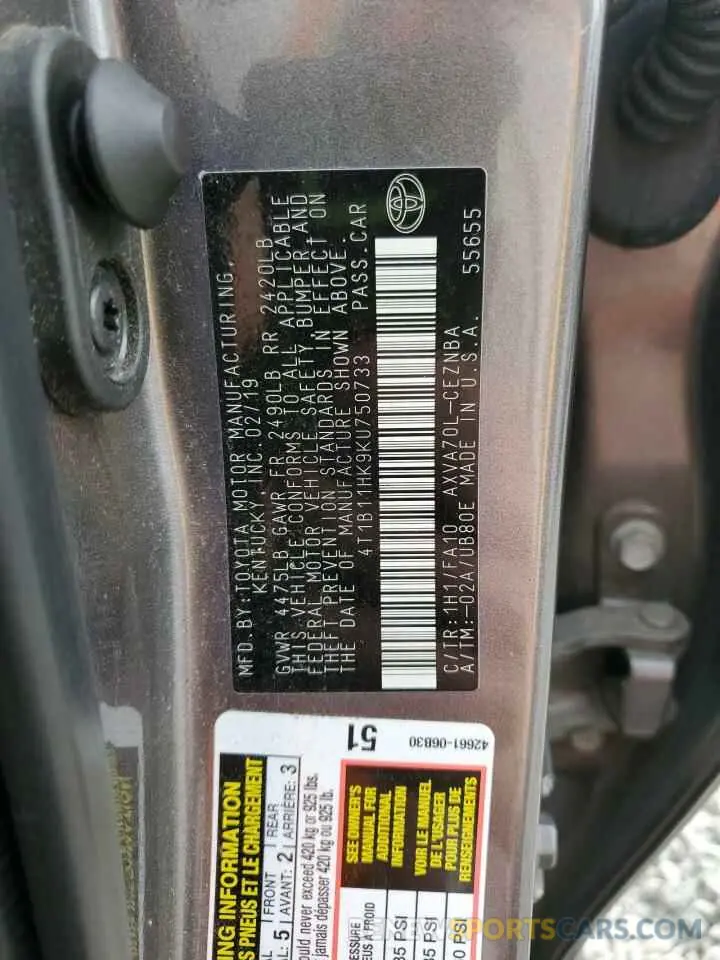 MFD. BY: TOYOTA MOTOR MANUFACTURING,
KENTUCKY, INC. 02/19
GVWR 4475LB GAWR FR 2490LB RR 2420LB
THIS VEHICLE CONFORMS TO ALL APPLICABLE
FEDERAL MOTOR VEHICLE SAFETY, BUMPER, AND
THEFT PREVENTION STANDARDS IN EFFECT ON
THE DATE OF MANUFACTURE SHOWN ABOVE.
4T1B11HK9KU750733 PASS. CAR
C/TR: 1H1/FA10 AXVA70L-CEZNBA
A/TM: -02A/UB80E MADE IN U.S.A. 55655
51 42661-06B30
INFORMATION
PNEUS ET LE CHARGEMENT
5 FRONT AVANT: 2 REAR ARRIÈRE: 3
never exceed 420 kg or 925 lbs.
jamais dépasser 420 kg ou 925 lb.
SEE OWNER'S
MANUAL FOR
ADDITIONAL
INFORMATION
VOIR LE MANUEL
DE L'USAGER
POUR PLUS DE
RENSEIGNEMENTS
A FROID
PSI
PSI
PSI
REVERSESPORTSCARS.COM